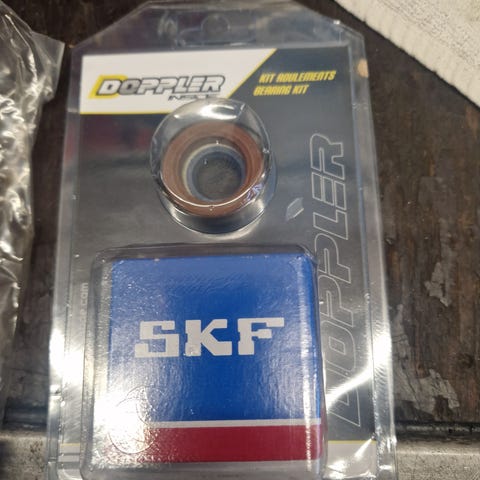 DOPPLER
KIT ROULEMENTS
BEARING KIT
DOPPLER
SKF